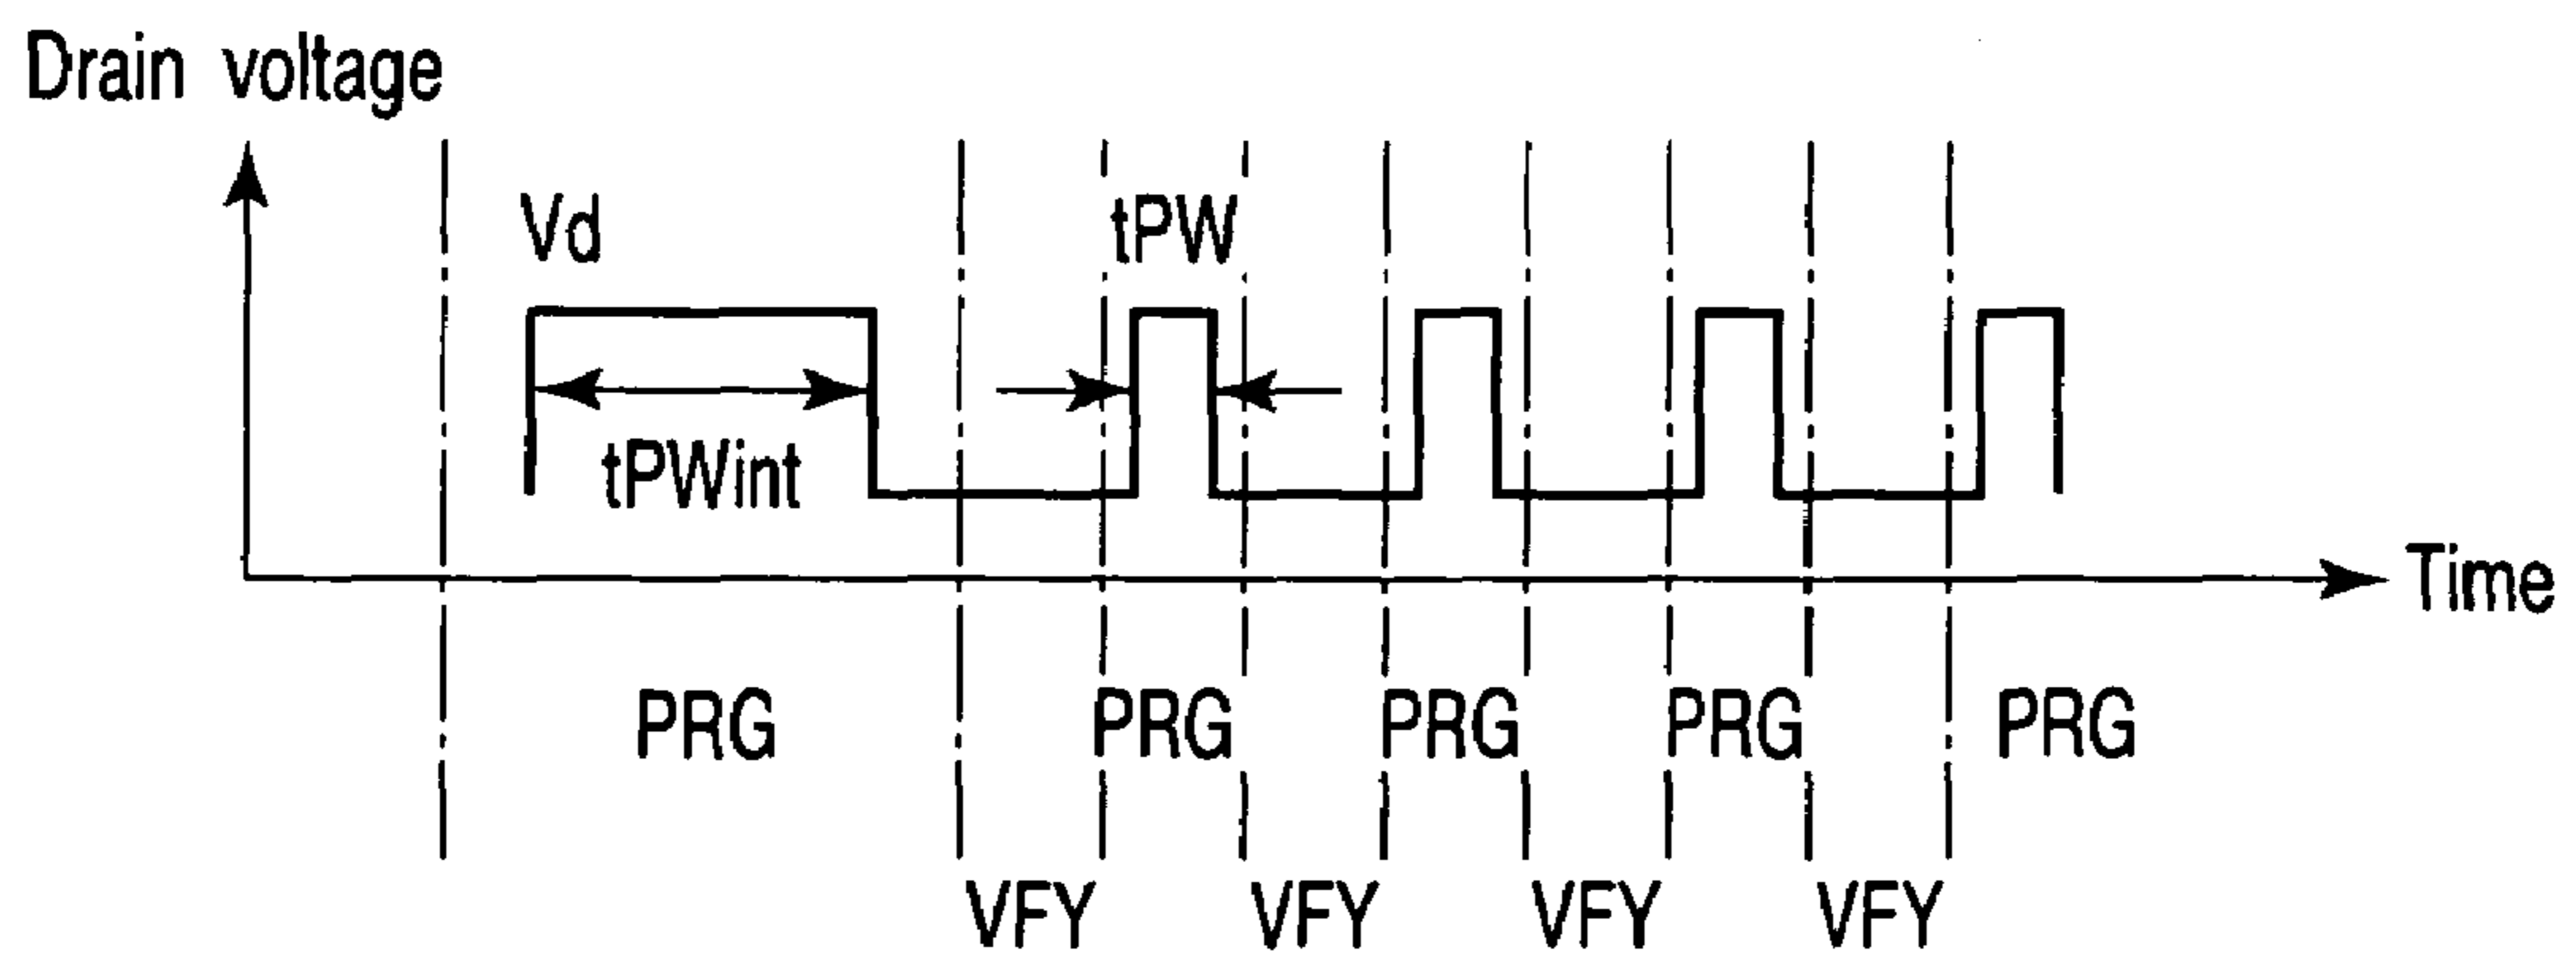 Drain voltage
Vd
tPW
tPWint
Time
PRG PRG PRG PRG PRG
VFY VFY VFY VFY